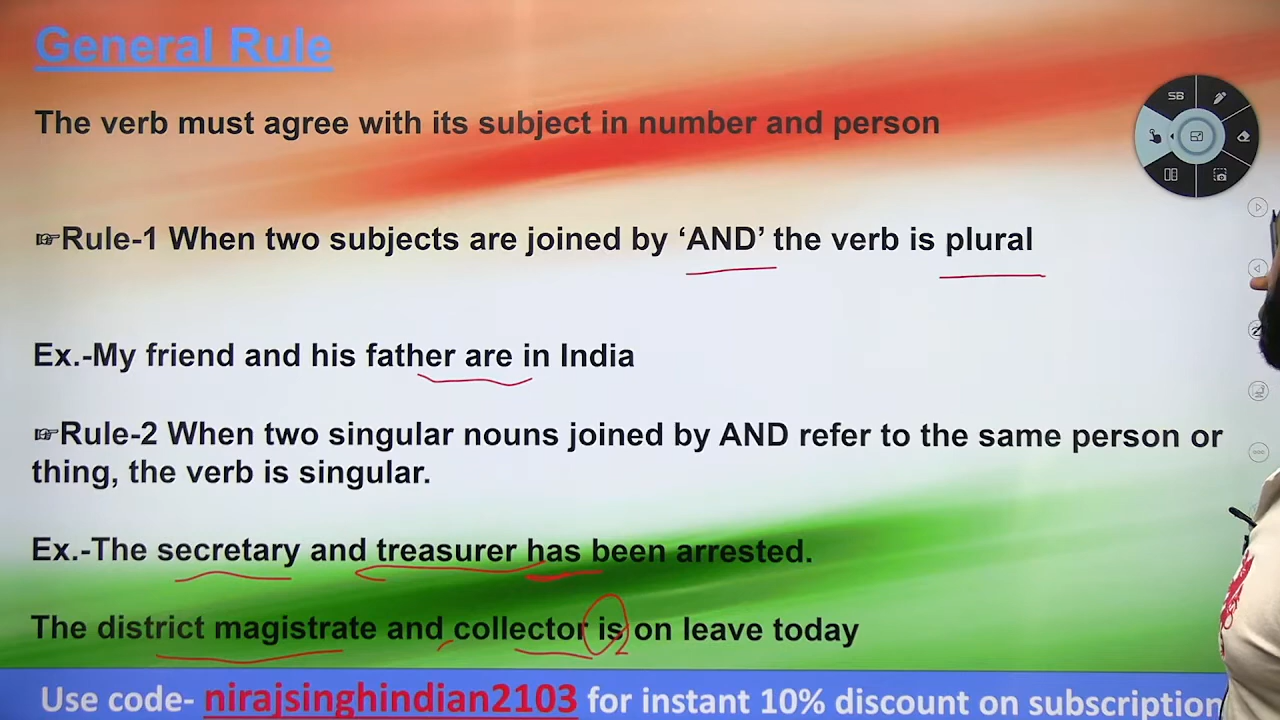 General Rule
SB
The verb must agree with its subject in number and person
☞Rule-1 When two subjects are joined by ‘AND’ the verb is plural
Ex.-My friend and his father are in India
☞Rule-2 When two singular nouns joined by AND refer to the same person or
thing, the verb is singular.
Ex.-The secretary and treasurer has been arrested.
The district magistrate and collector is on leave today
Use code- nirajsinghindian2103 for instant 10% discount on subscription